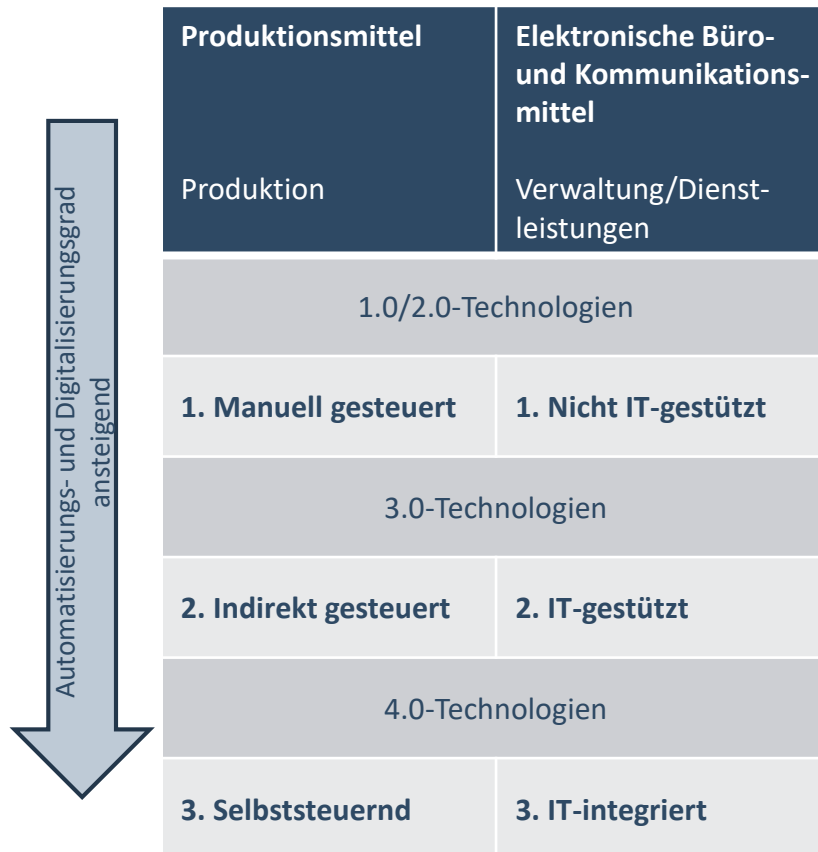 Produktionsmittel
Produktion
Elektronische Büro-
und Kommunikations-
mittel
Verwaltung/Dienst-
leistungen
Automatisierungs- und Digitalisierungsgrad
ansteigend
1.0/2.0-Technologien
1. Manuell gesteuert
1. Nicht IT-gestützt
3.0-Technologien
2. Indirekt gesteuert
2. IT-gestützt
4.0-Technologien
3. Selbststeuernd
3. IT-integriert